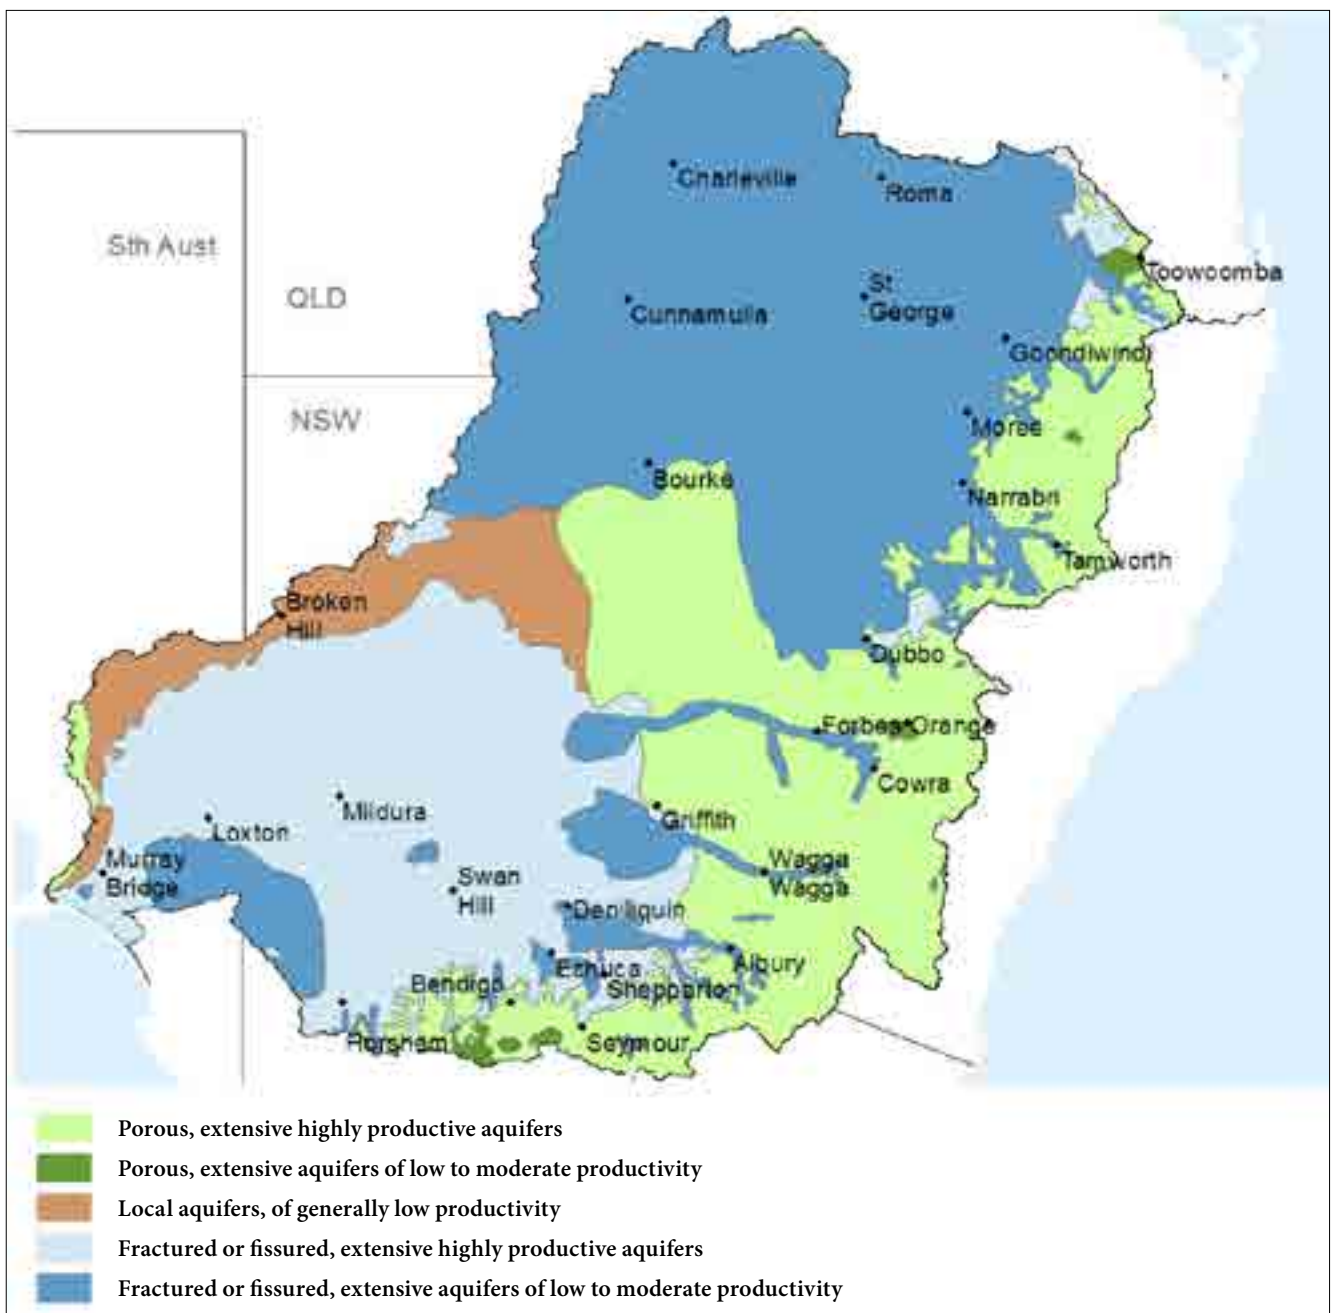 Charleville
Roma
Sth Aust
Toowoomba
QLD
Cunnamulla
St
George
Goondiwindi
NSW
Moree
Bourke
Narrabri
Tamworth
Broken
Hill
Dubbo
Forbes
Orange
Cowra
Mildura
Griffith
Loxton
Murray
Bridge
Wagga
Wagga
Swan
Hill
Deniliquin
Albury
Echuca
Bendigo
Shepparton
Horsham
Seymour
Porous, extensive highly productive aquifers
Porous, extensive aquifers of low to moderate productivity
Local aquifers, of generally low productivity
Fractured or fissured, extensive highly productive aquifers
Fractured or fissured, extensive aquifers of low to moderate productivity